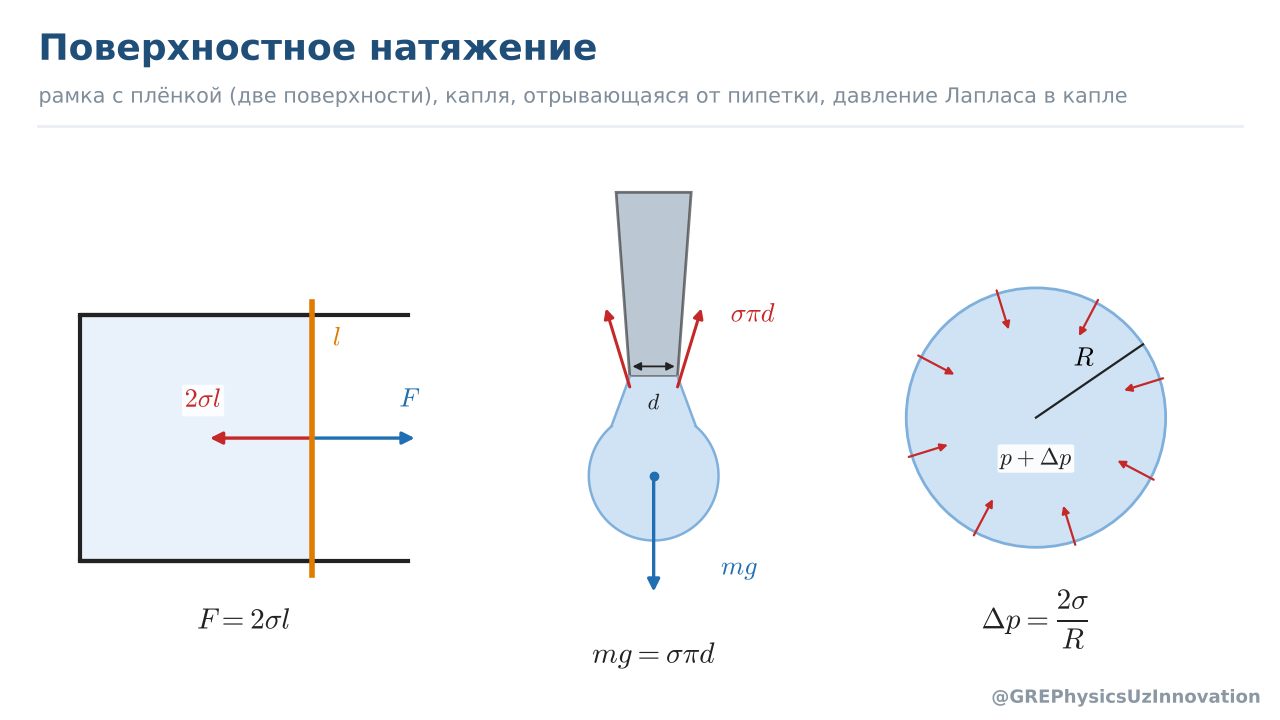 Поверхностное натяжение
рамка с плёнкой (две поверхности), капля, отрывающаяся от пипетки, давление Лапласа в капле
l
2σl
F
F = 2σl
σπd
d
mg
mg = σπd
R
p + Δp
Δp = 2σ/R
@GREPhysicsUzInnovation